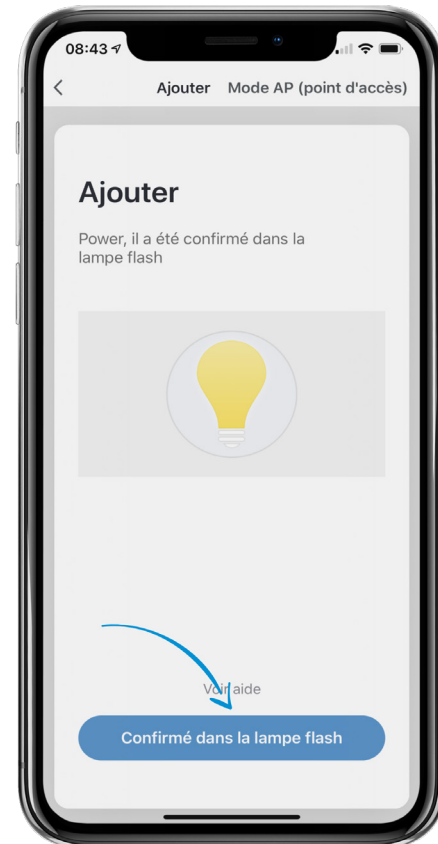 08:43
Ajouter Mode AP (point d'accès)
Ajouter
Power, il a été confirmé dans la
lampe flash
Voir aide
Confirmé dans la lampe flash